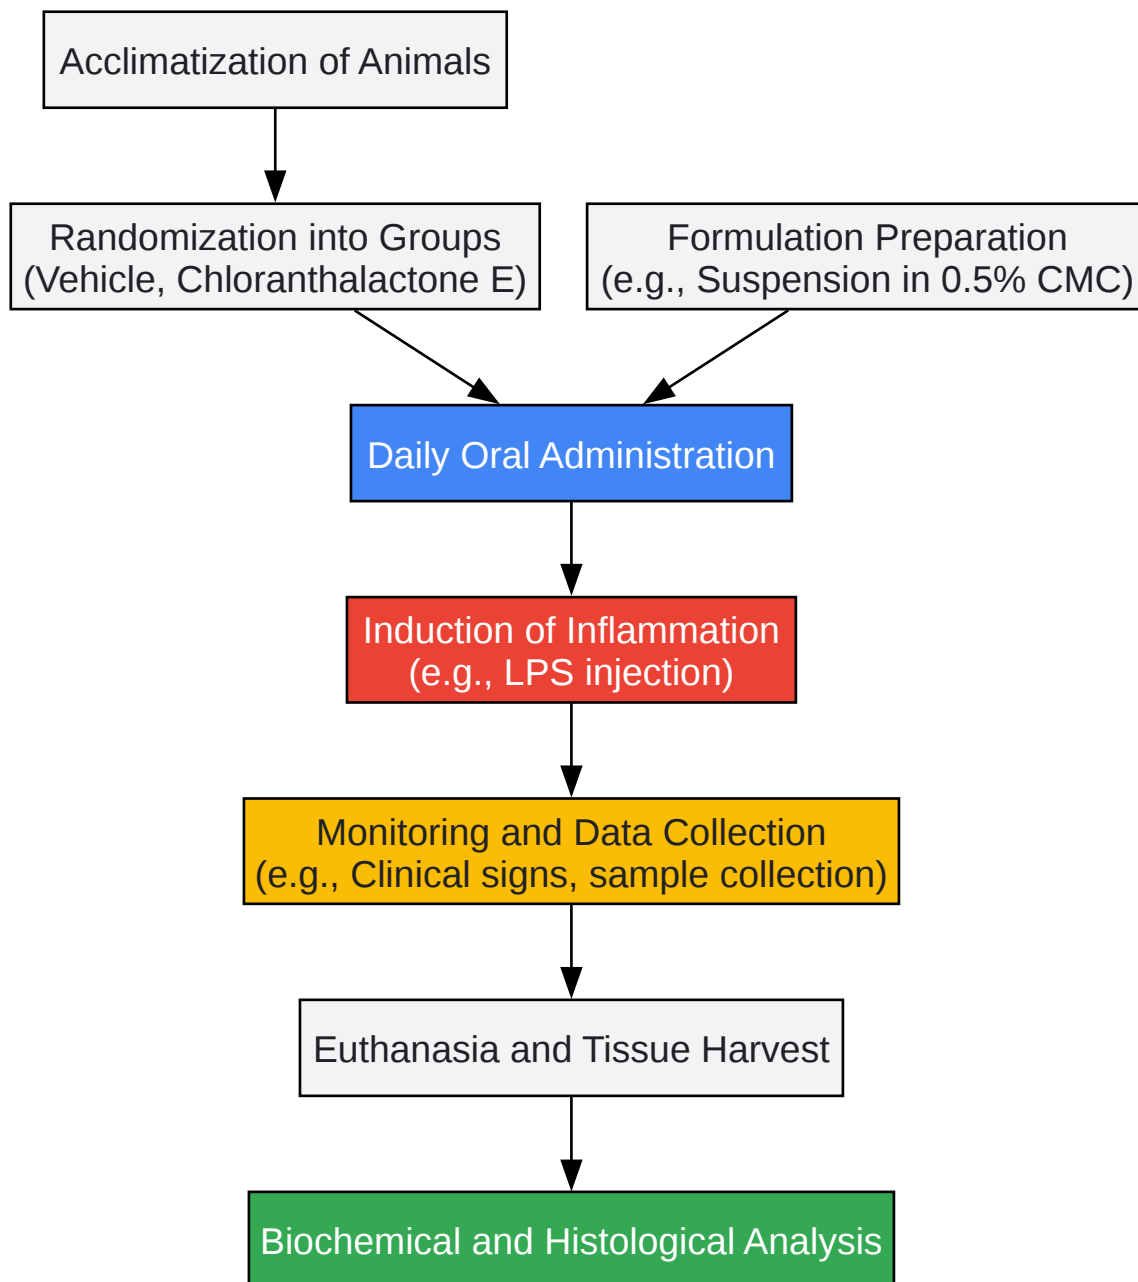 Acclimatization of Animals
Randomization into Groups
(Vehicle, Chloranthalactone E)
Formulation Preparation
(e.g., Suspension in 0.5% CMC)
Daily Oral Administration
Induction of Inflammation
(e.g., LPS injection)
Monitoring and Data Collection
(e.g., Clinical signs, sample collection)
Euthanasia and Tissue Harvest
Biochemical and Histological Analysis